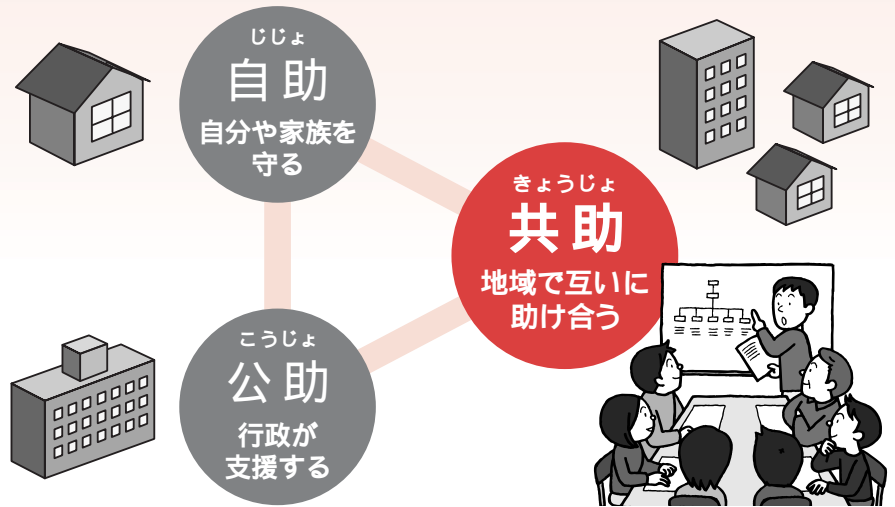 じじょ
自助
自分や家族を
守る
きょうじょ
共助
地域で互いに
助け合う
こうじょ
公助
行政が
支援する